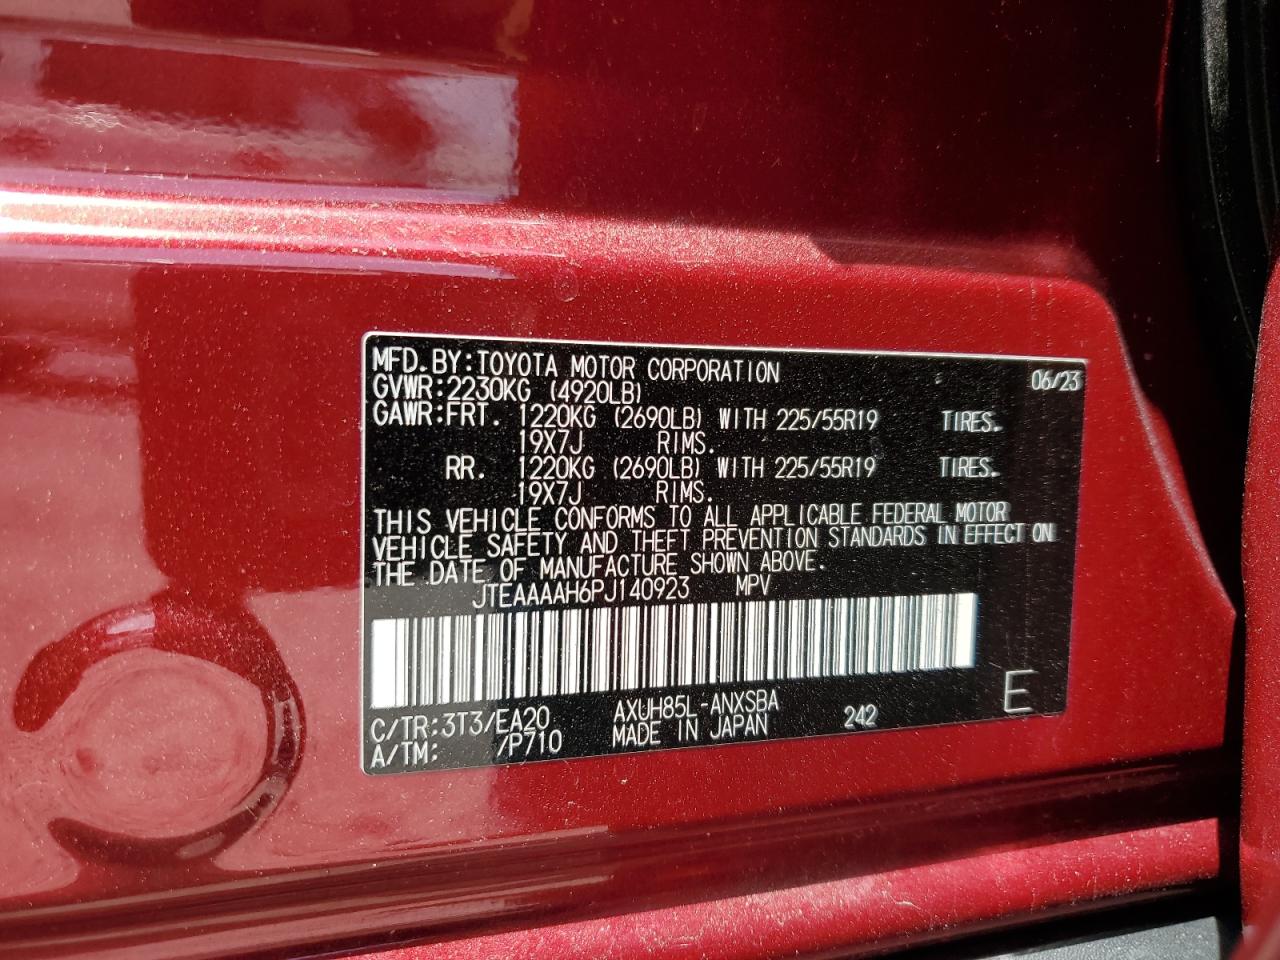 MFD.BY:TOYOTA MOTOR CORPORATION 06/23
GVWR:2230KG (4920LB)
GAWR:FRT. 1220KG (2690LB) WITH 225/55R19 TIRES.
19X7J RIMS.
RR. 1220KG (2690LB) WITH 225/55R19 TIRES.
19X7J RIMS.
THIS VEHICLE CONFORMS TO ALL APPLICABLE FEDERAL MOTOR
VEHICLE SAFETY AND THEFT PREVENTION STANDARDS IN EFFECT ON
THE DATE OF MANUFACTURE SHOWN ABOVE.
JTEAAAAH6PJ140923 MPV
C/TR:3T3/EA20 AXUH85L-ANXSBA 242 E
A/TM: /P710 MADE IN JAPAN